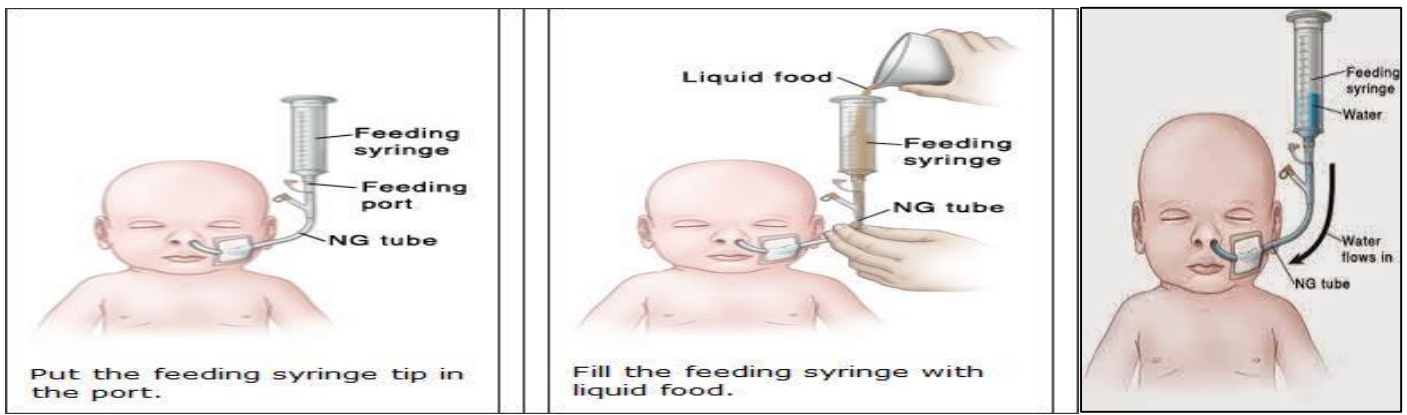 Feeding
syringe
Feeding
port
NG tube
Put the feeding syringe tip in
the port.
Liquid food
Feeding
syringe
NG tube
Fill the feeding syringe with
liquid food.
Feeding
syringe
Water
Water
flows in
NG tube